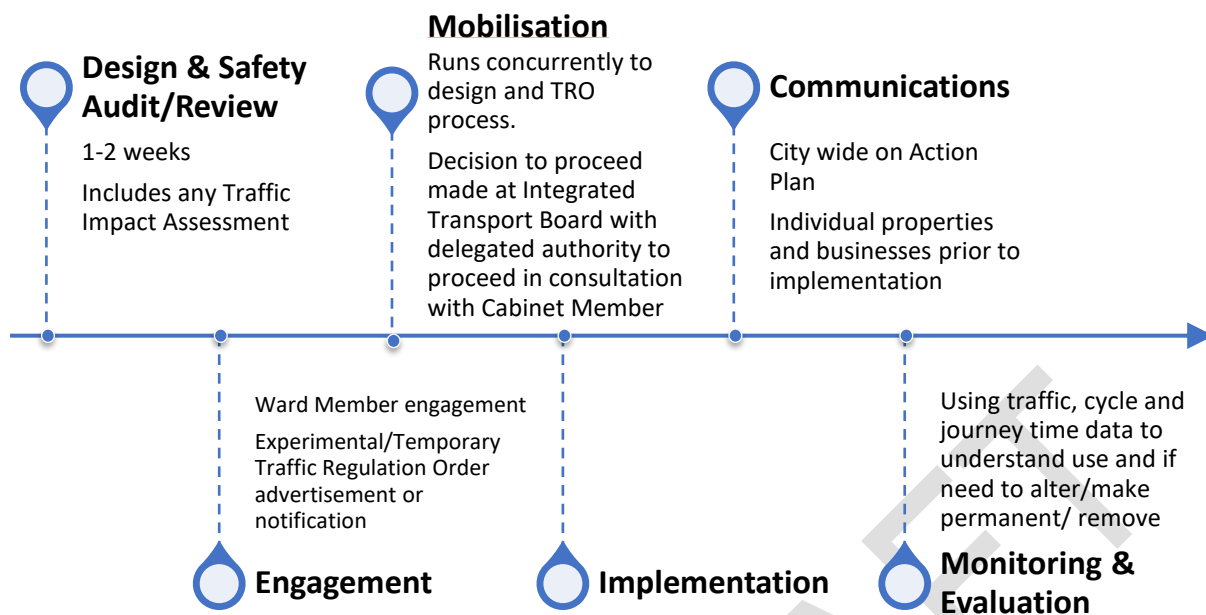 Design & Safety
Audit/Review
1-2 weeks
Includes any Traffic
Impact Assessment
Mobilisation
Runs concurrently to
design and TRO
process.
Decision to proceed
made at Integrated
Transport Board with
delegated authority to
proceed in consultation
with Cabinet Member
Communications
City wide on Action
Plan
Individual properties
and businesses prior to
implementation
Ward Member engagement
Experimental/Temporary
Traffic Regulation Order
advertisement or
notification
Engagement
Implementation
Using traffic, cycle and
journey time data to
understand use and if
need to alter/make
permanent/ remove
Monitoring &
Evaluation